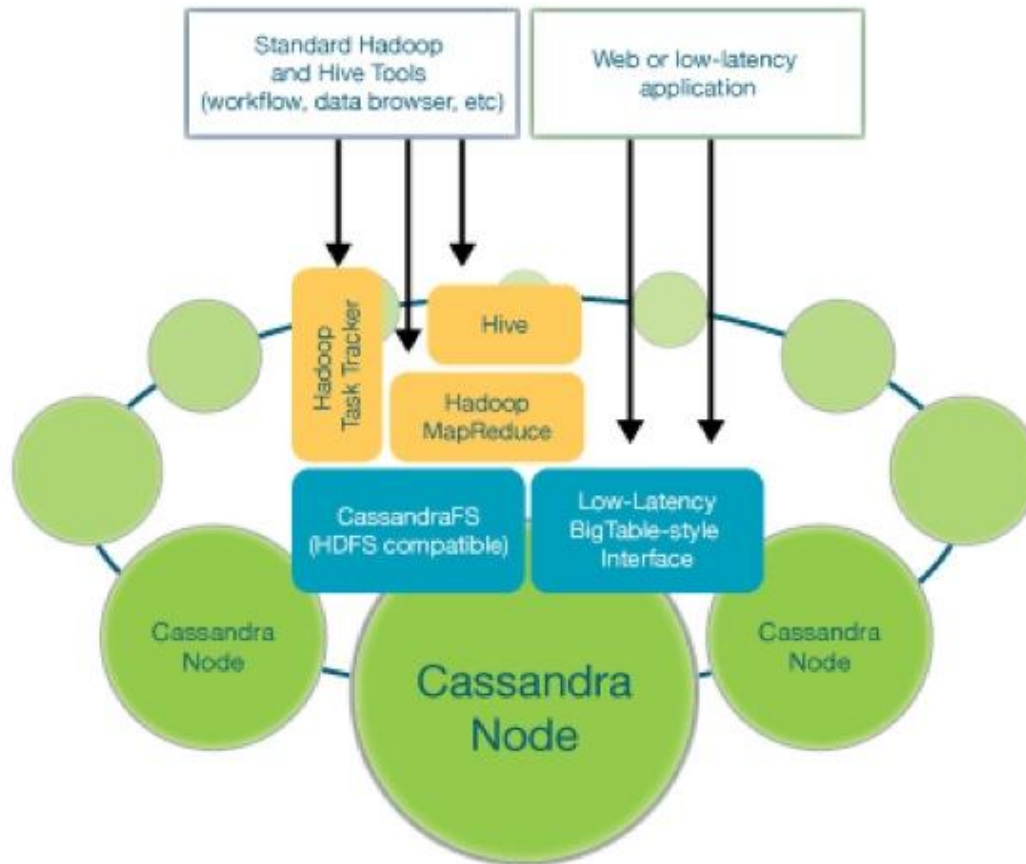 Standard Hadoop
and Hive Tools
(workflow, data browser, etc)
Web or low-latency
application
Hadoop
Task Tracker
Hive
Hadoop
MapReduce
CassandraFS
(HDFS compatible)
Low-Latency
BigTable-style
Interface
Cassandra
Node
Cassandra
Node
Cassandra
Node